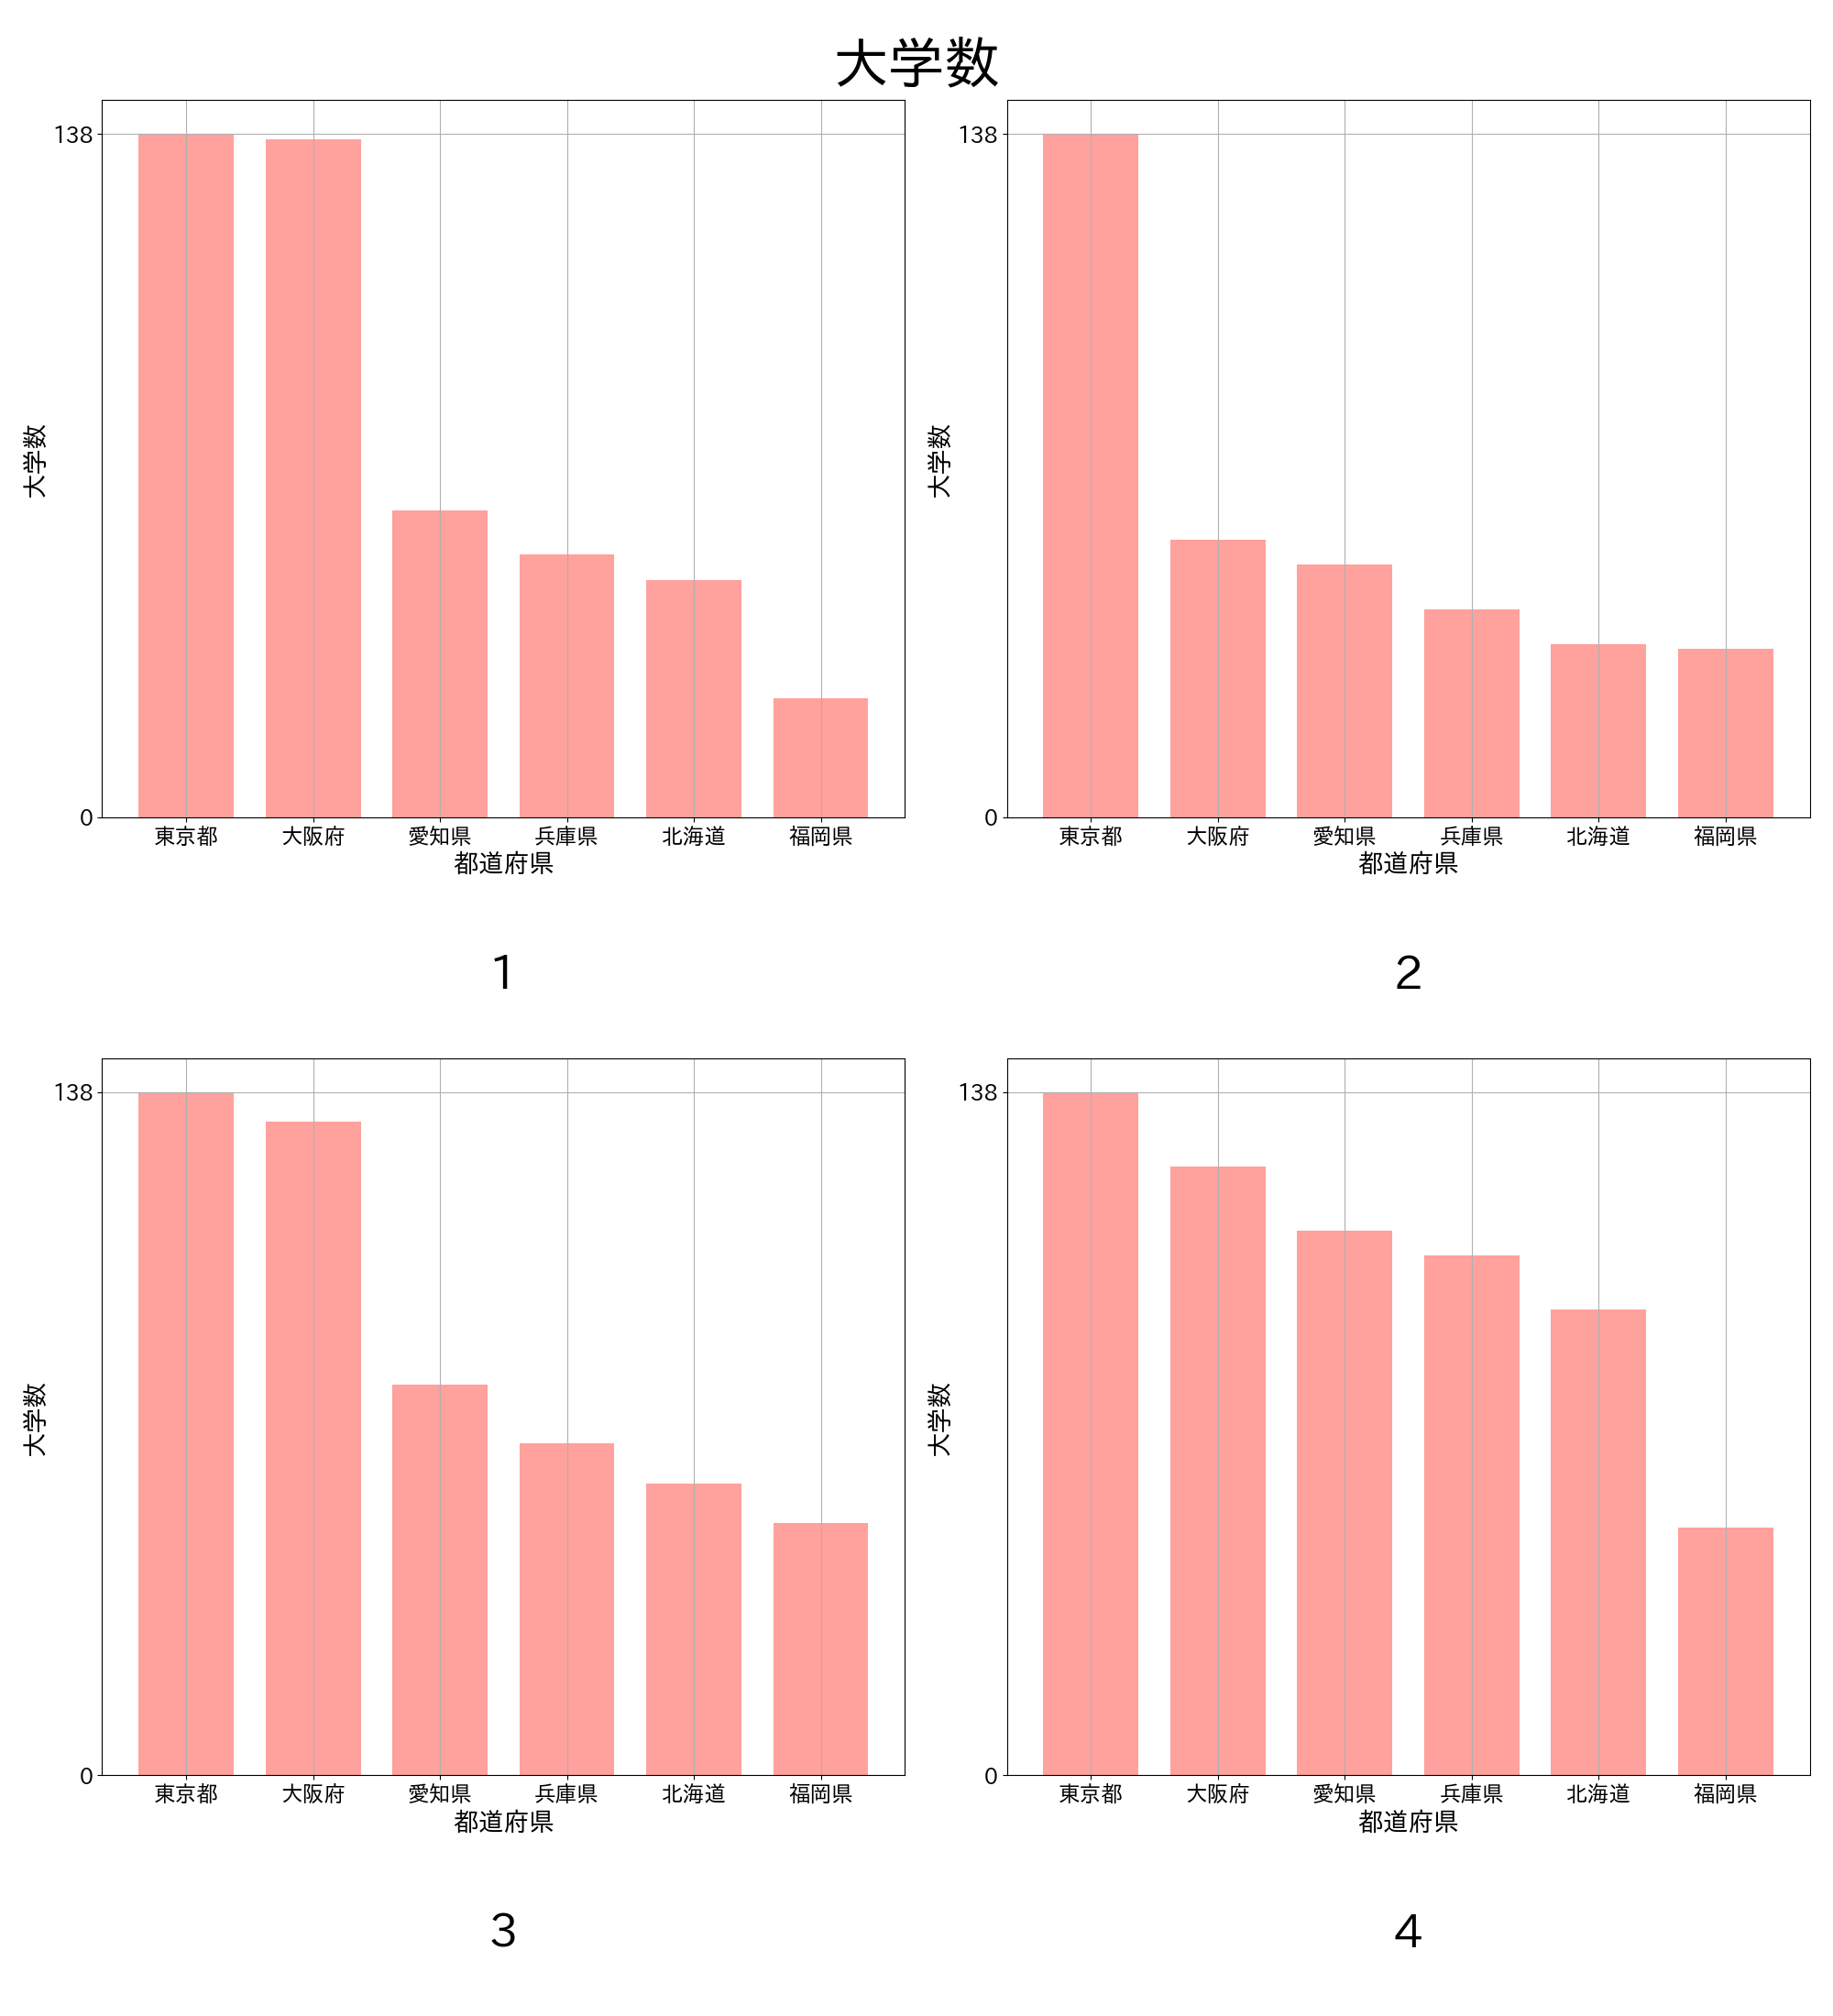 大学数
138
0
大学数
東京都 大阪府 愛知県 兵庫県 北海道 福岡県
都道府県
1
138
0
大学数
東京都 大阪府 愛知県 兵庫県 北海道 福岡県
都道府県
2
138
0
大学数
東京都 大阪府 愛知県 兵庫県 北海道 福岡県
都道府県
3
138
0
大学数
東京都 大阪府 愛知県 兵庫県 北海道 福岡県
都道府県
4